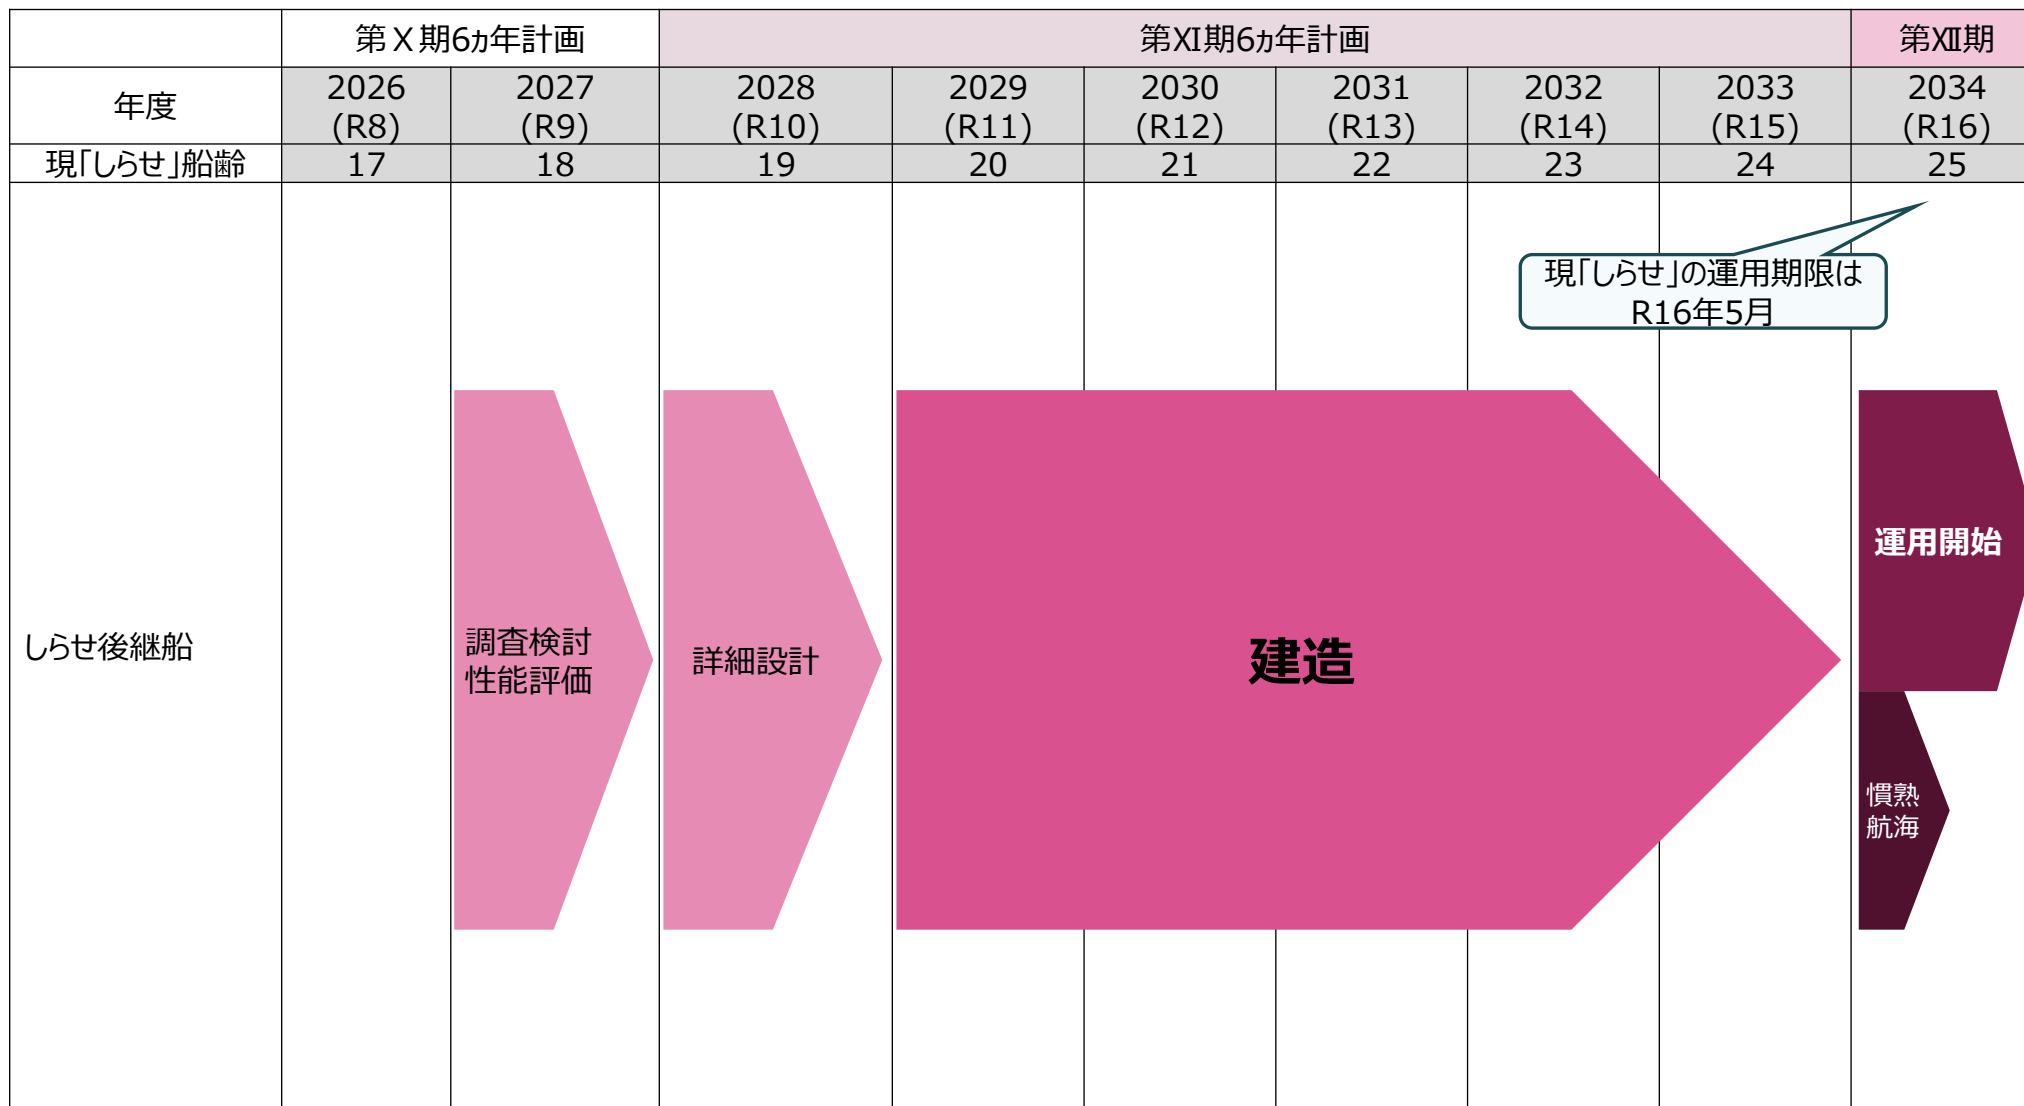 第Ⅹ期6ヵ年計画 第Ⅺ期6ヵ年計画 第Ⅻ期
年度 2026 2027 2028 2029 2030 2031 2032 2033 2034
(R8) (R9) (R10) (R11) (R12) (R13) (R14) (R15) (R16)
現「しらせ」船齢 17 18 19 20 21 22 23 24 25
現「しらせ」の運用期限は
R16年5月
しらせ後継船
調査検討
性能評価
詳細設計
建造
運用開始
慣熟
航海